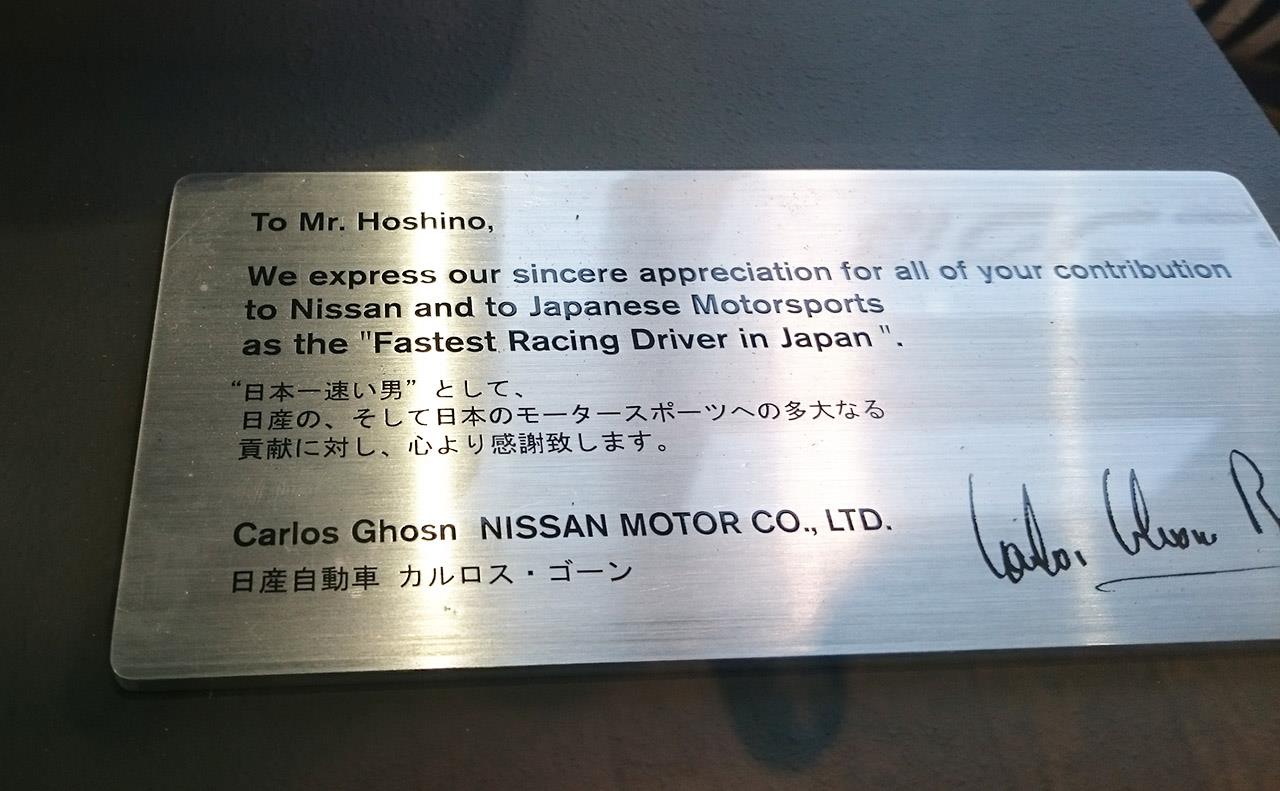 To Mr. Hoshino,
We express our sincere appreciation for all of your contribution
to Nissan and to Japanese Motorsports
as the "Fastest Racing Driver in Japan".
“日本一速い男”として、
日産の、そして日本のモータースポーツへの多大なる
貢献に対し、心より感謝致します。
Carlos Ghosn NISSAN MOTOR CO., LTD.
日産自動車 カルロス・ゴーン
Carlos Ghosn